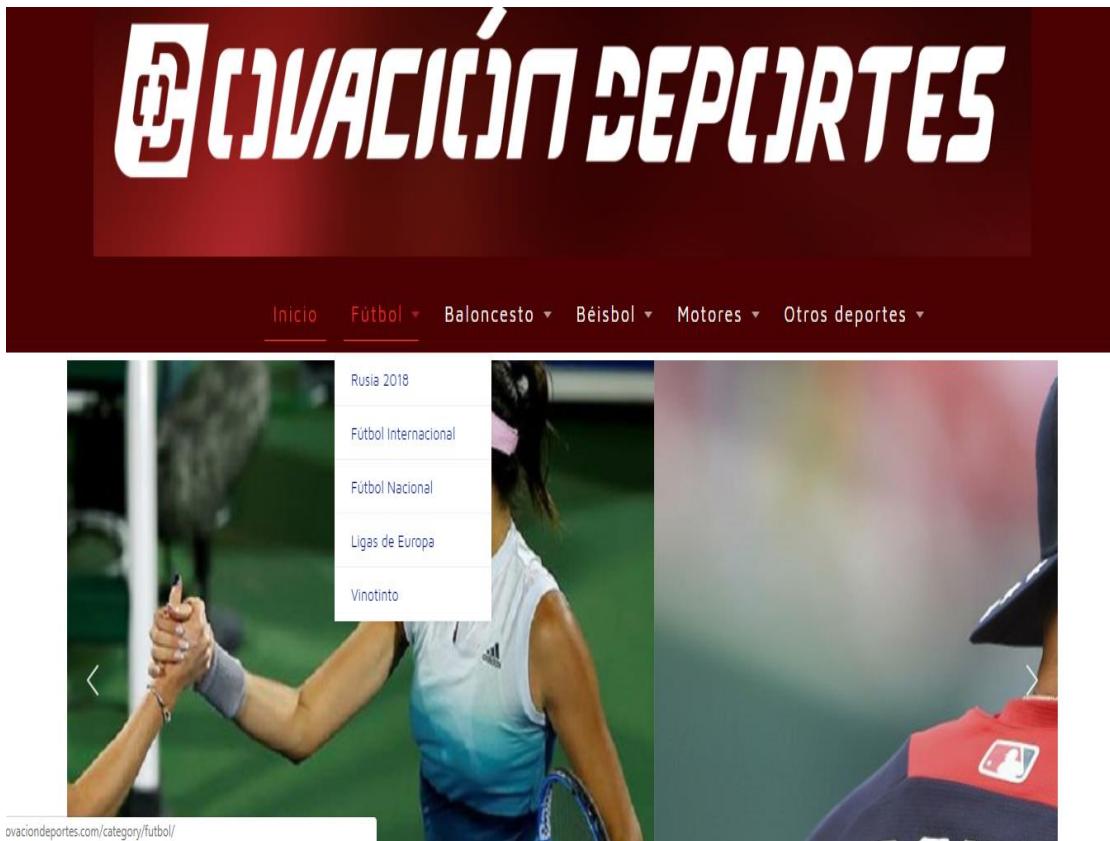 OVACIÓN DEPORTES
Inicio Fútbol Baloncesto Béisbol Motores Otros deportes
Rusia 2018
Fútbol Internacional
Fútbol Nacional
Ligas de Europa
Vinotinto
adidas
ovaciondeportes.com/category/futbol/